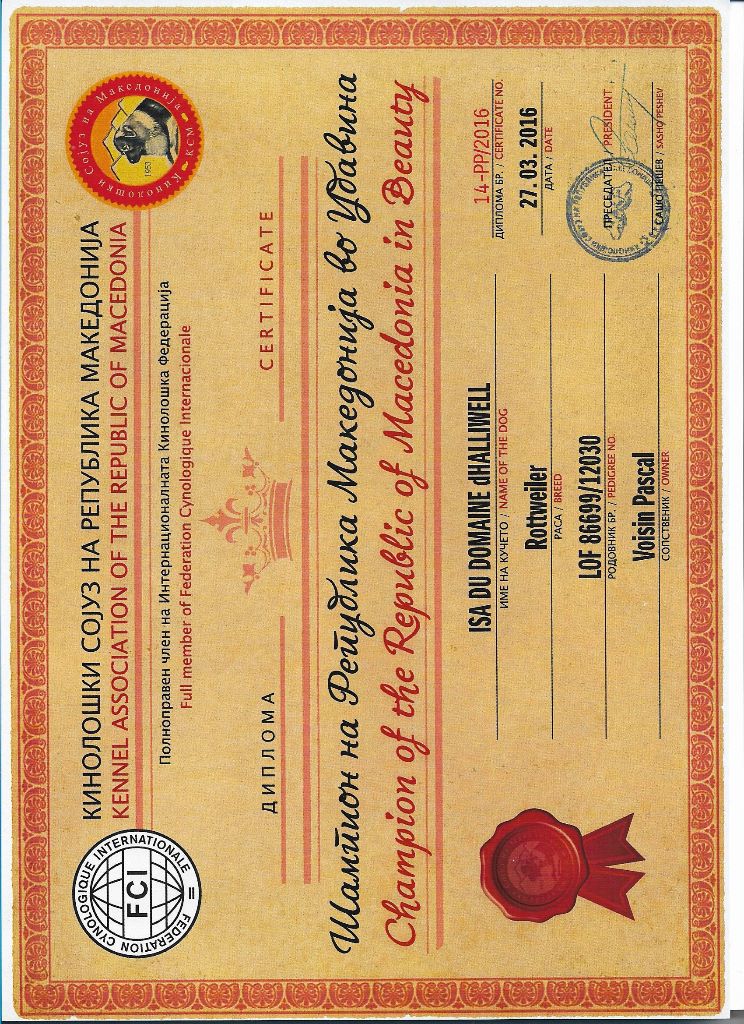 КИНОЛОШКИ СОЈУЗ НА РЕПУБЛИКА МАКЕДОНИЈА
KENNEL ASSOCIATION OF THE REPUBLIC OF MACEDONIA
Полноправен член на Интернационалната Кинолошка Федерација
Full member of Federation Cynologique Internacionale
FEDERATION CYNOLOGIQUE INTERNATIONALE
FCI
Кинолошки Сојуз на Македонија
КСМ
1953
ДИПЛОМА
CERTIFICATE
Шампион на Република Македонија во Убавина
Champion of the Republic of Macedonia in Beauty
ISA DU DOMAINE dHALLIWELL
ИМЕ НА КУЧЕТО / NAME OF THE DOG
Rottweiler
РАСА / BREED
LOF 86699/12030
РОДОВНИК БР. / PEDIGREE NO.
Voisin Pascal
СОПСТВЕНИК / OWNER
14-PP/2016
ДИПЛОМА БР. / CERTIFICATE NO.
27. 03. 2016
ДАТА / DATE
ПРЕСЕДАТЕЛ / PRESIDENT
САШО ПЕШЕВ / SASHO PESHEV